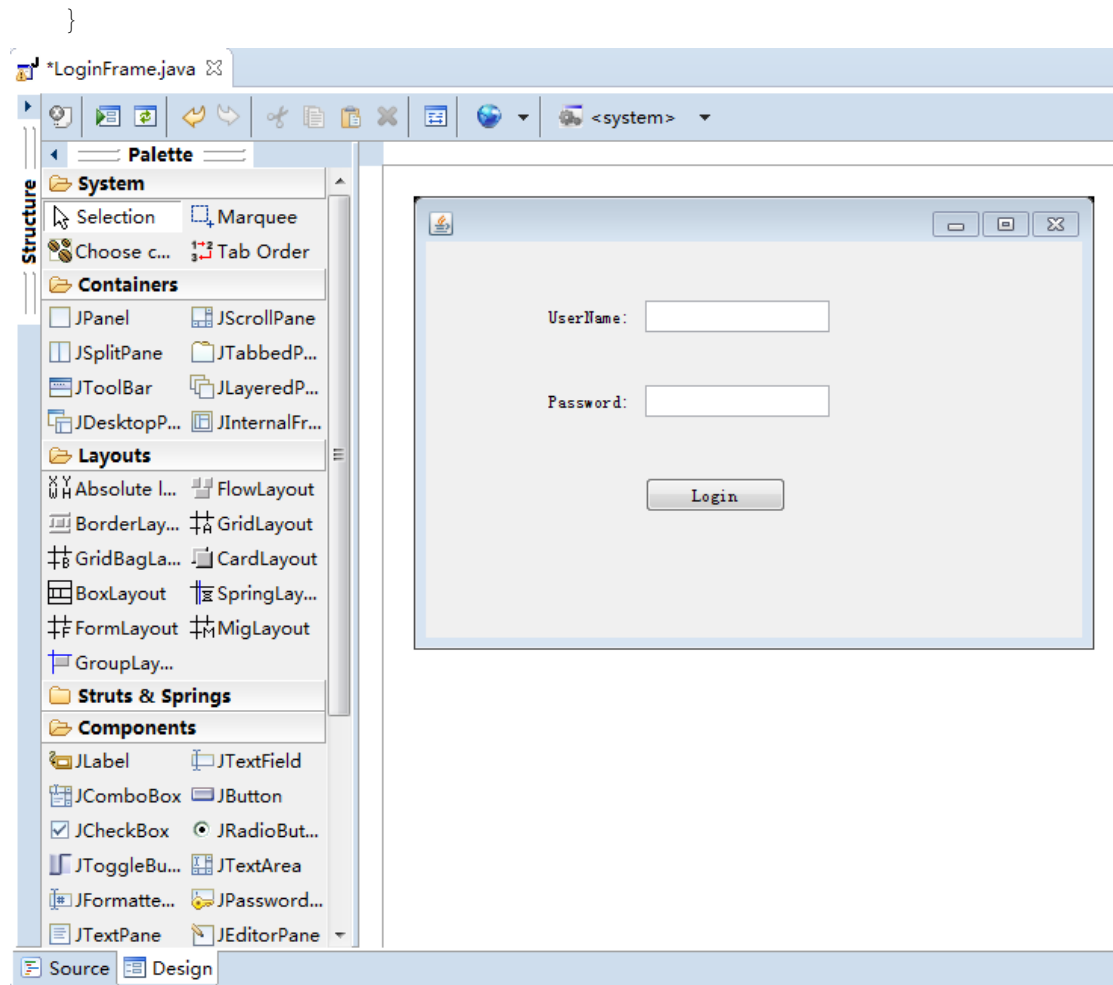 }
*LoginFrame.java
<system>
Structure
Palette
System
Selection Marquee
Choose c... Tab Order
Containers
JPanel JScrollPane
JSplitPane JTabbedP...
JToolBar JLayeredP...
JDesktopP... JInternalFr...
Layouts
Absolute l... FlowLayout
BorderLay... GridLayout
GridBagLa... CardLayout
BoxLayout SpringLay...
FormLayout MigLayout
GroupLay...
Struts & Springs
Components
JLabel JTextField
JComboBox JButton
JCheckBox JRadioBut...
JToggleBu... JTextArea
JFormatte... JPassword...
JTextPane JEditorPane
UserName:
Password:
Login
Source Design